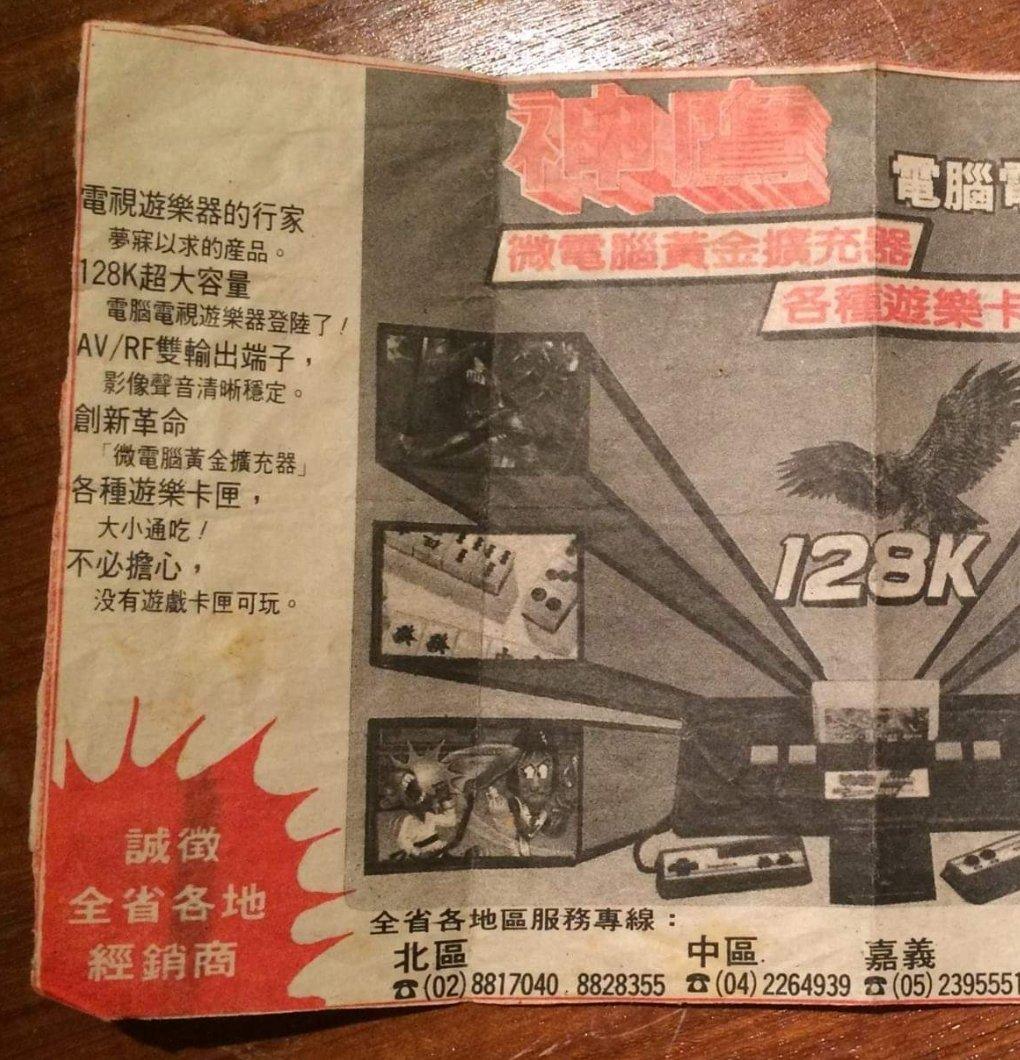 神鷹
電腦電
微電腦黃金擴充器
各種遊樂卡
電視遊樂器的行家
夢寐以求的產品。
128K超大容量
電腦電視遊樂器登陸了!
AV/RF雙輸出端子,
影像聲音清晰穩定。
創新革命
「微電腦黃金擴充器」
各種遊樂卡匣,
大小通吃!
不必擔心,
没有遊戲卡匣可玩。
128K
誠徵
全省各地
經銷商
全省各地區服務專線:
北區 中區. 嘉義
☎(02)8817040.8828355 ☎(04)2264939 ☎(05)2395551